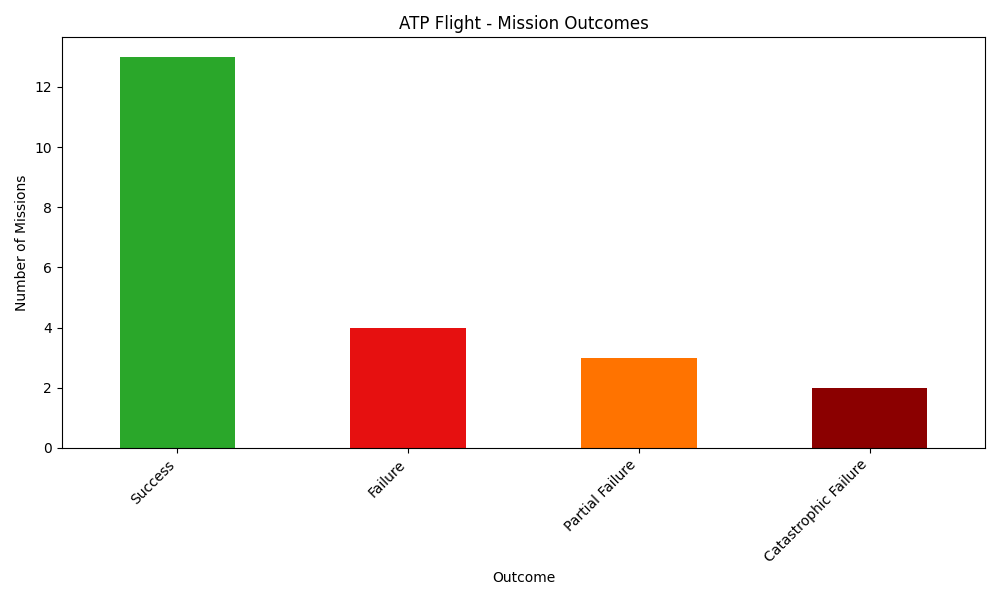 ATP Flight - Mission Outcomes
Number of Missions
12
10
8
6
4
2
0
Success
Failure
Partial Failure
Catastrophic Failure
Outcome